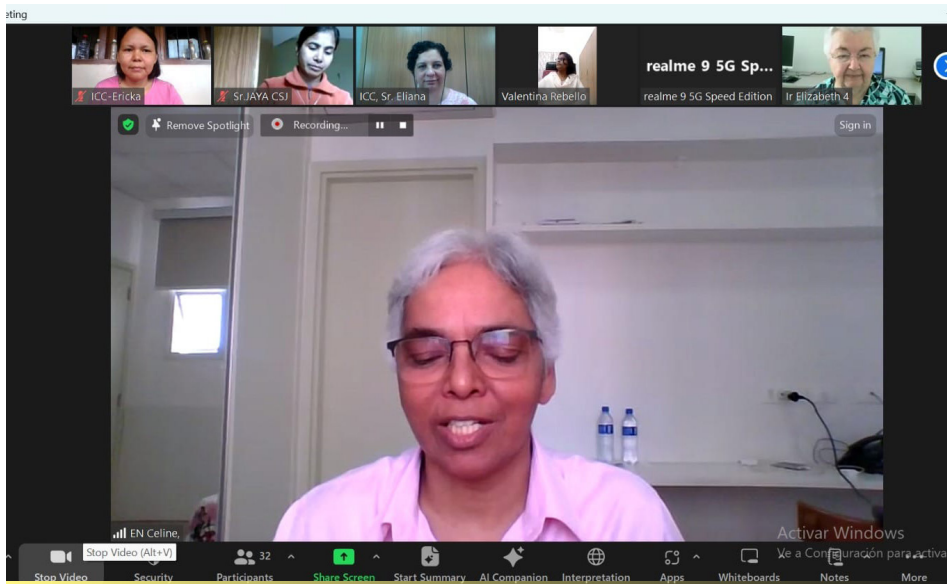 eting
ICC-Ericka
Sr.JAYA CSJ
ICC, Sr. Eliana
Valentina Rebello
realme 9 5G Sp...
realme 9 5G Speed Edition
Ir Elizabeth 4
Remove Spotlight
Recording...
Sign in
EN Celine,
Activar Windows
Ve a Configuración para activa
Stop Video (Alt+V)
32
Stop Video
Security
Participants
Share Screen
Start Summary
AI Companion
Interpretation
Apps
Whiteboards
Notes
More